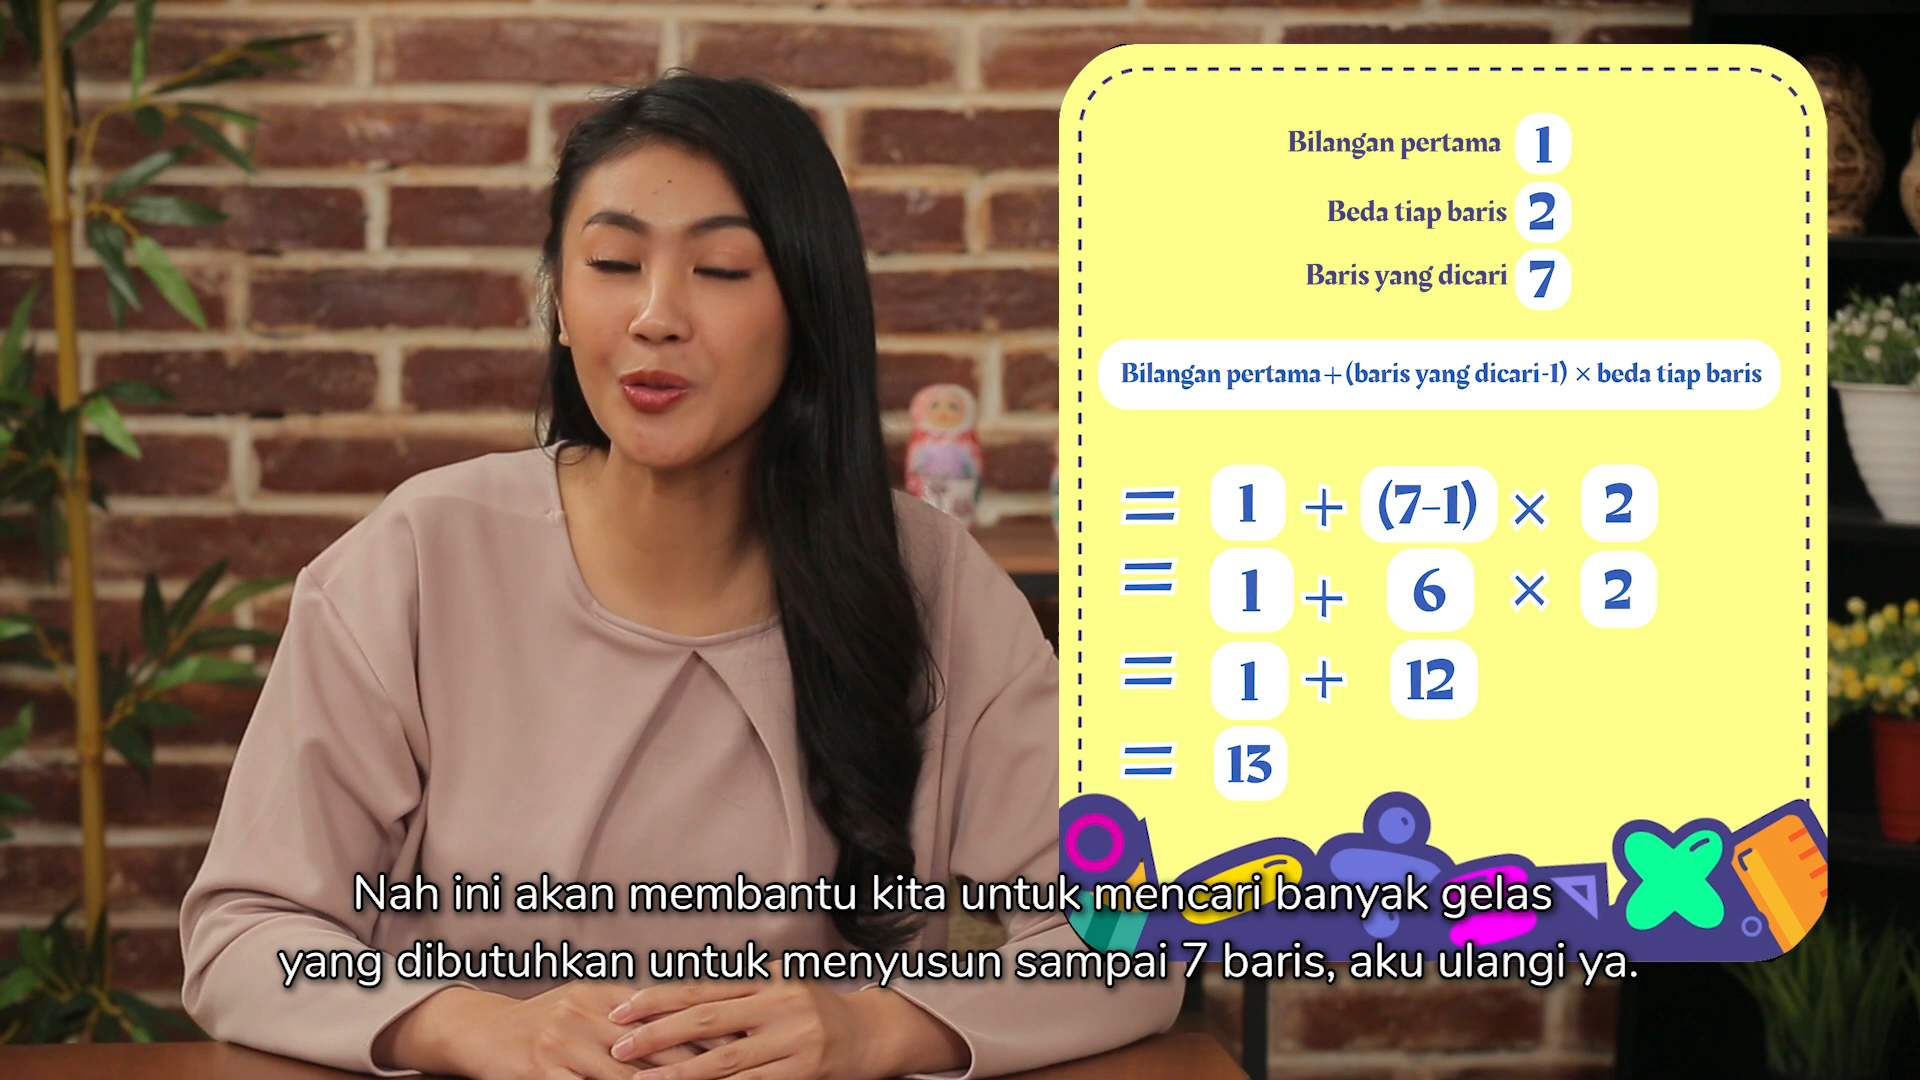 Bilangan pertama 1
Beda tiap baris 2
Baris yang dicari 7
Bilangan pertama+(baris yang dicari-1) × beda tiap baris
= 1 + (7-1) × 2
= 1 + 6 × 2
= 1 + 12
= 13
Nah ini akan membantu kita untuk mencari banyak gelas
yang dibutuhkan untuk menyusun sampai 7 baris, aku ulangi ya.